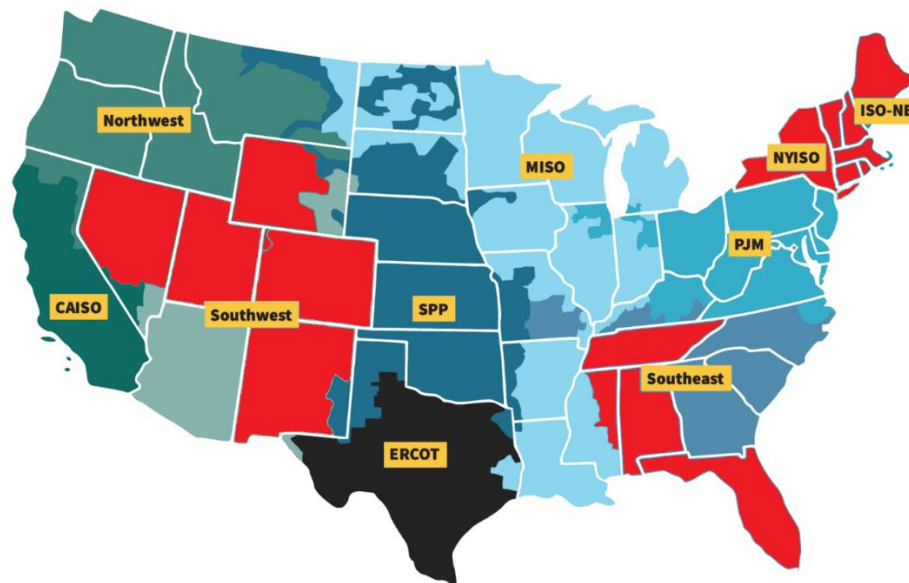 ISO-NE
Northwest
NYISO
MISO
PJM
CAISO
Southwest
SPP
Southeast
ERCOT